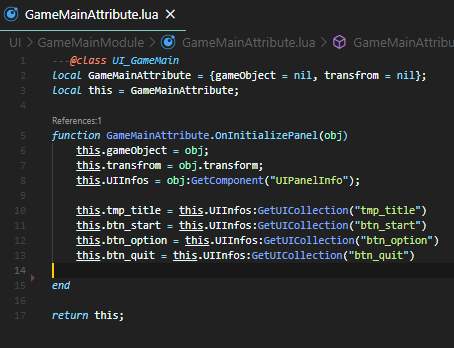 GameMainAttribute.lua ×
UI > GameMainModule > GameMainAttribute.lua > GameMainAttribu
1 ---@class UI_GameMain
2 local GameMainAttribute = {gameObject = nil, transfrom = nil};
3 local this = GameMainAttribute;
4
References:1
5 function GameMainAttribute.OnInitializePanel(obj)
6 this.gameObject = obj;
7 this.transfrom = obj.transform;
8 this.UIInfos = obj:GetComponent("UIPanelInfo");
9
10 this.tmp_title = this.UIInfos:GetUICollection("tmp_title")
11 this.btn_start = this.UIInfos:GetUICollection("btn_start")
12 this.btn_option = this.UIInfos:GetUICollection("btn_option")
13 this.btn_quit = this.UIInfos:GetUICollection("btn_quit")
14
15 end
16
17 return this;